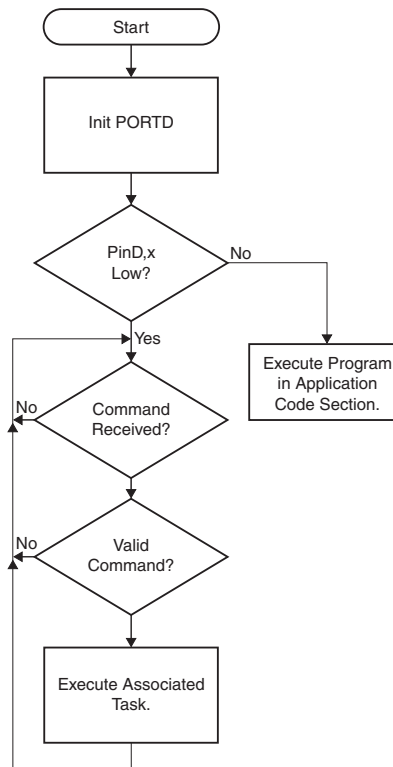 Start
Init PORTD
PinD,x
Low?
No
Yes
Execute Program
in Application
Code Section.
No
Command
Received?
No
Valid
Command?
Execute Associated
Task.